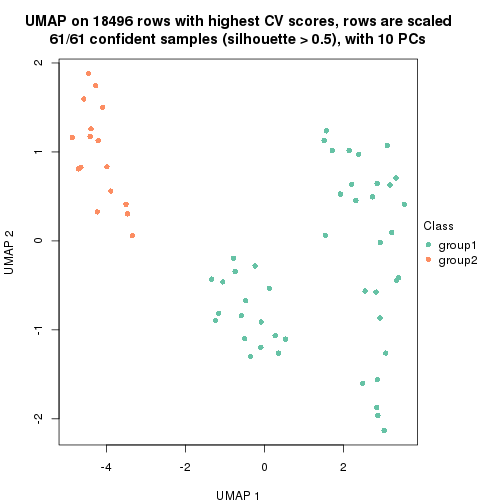 UMAP on 18496 rows with highest CV scores, rows are scaled
61/61 confident samples (silhouette > 0.5), with 10 PCs
2
1
0
-1
-2
UMAP 2
-4
-2
0
2
UMAP 1
Class
group1
group2